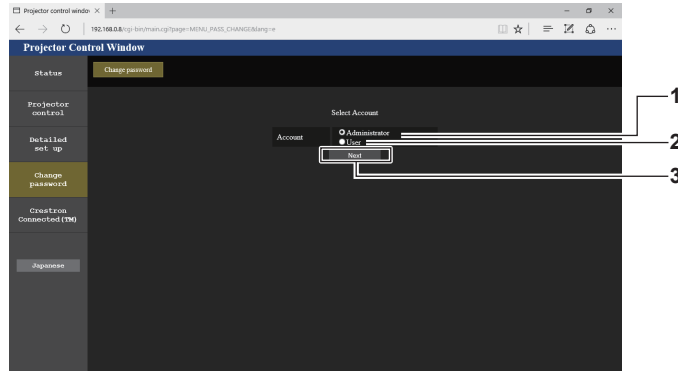 Projector control window
192.168.0.8/cgi-bin/main.cgi?page=MENU_PASS_CHANGE&lang=e
Projector Control Window
Status
Change password
Projector
control
Select Account
1
Account
Administrator
User
2
Detailed
set up
Next
3
Change
password
Crestron
Connected(TM)
Japanese